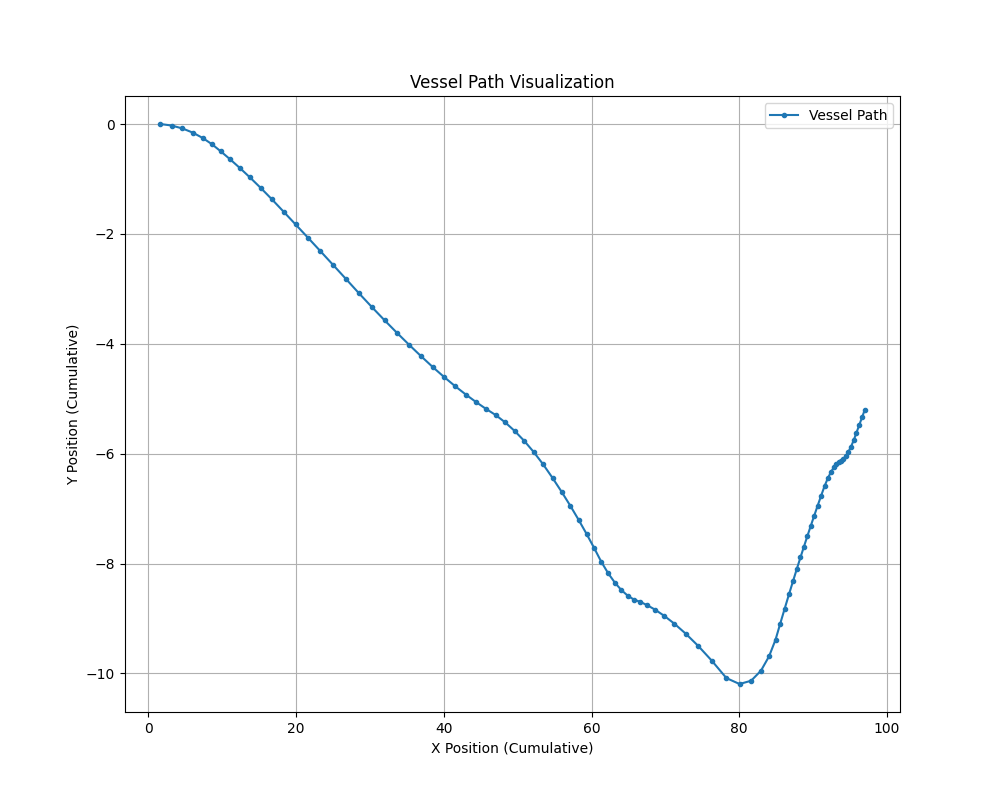 Vessel Path Visualization
Vessel Path
0
−2
−4
−6
−8
−10
Y Position (Cumulative)
0 20 40 60 80 100
X Position (Cumulative)